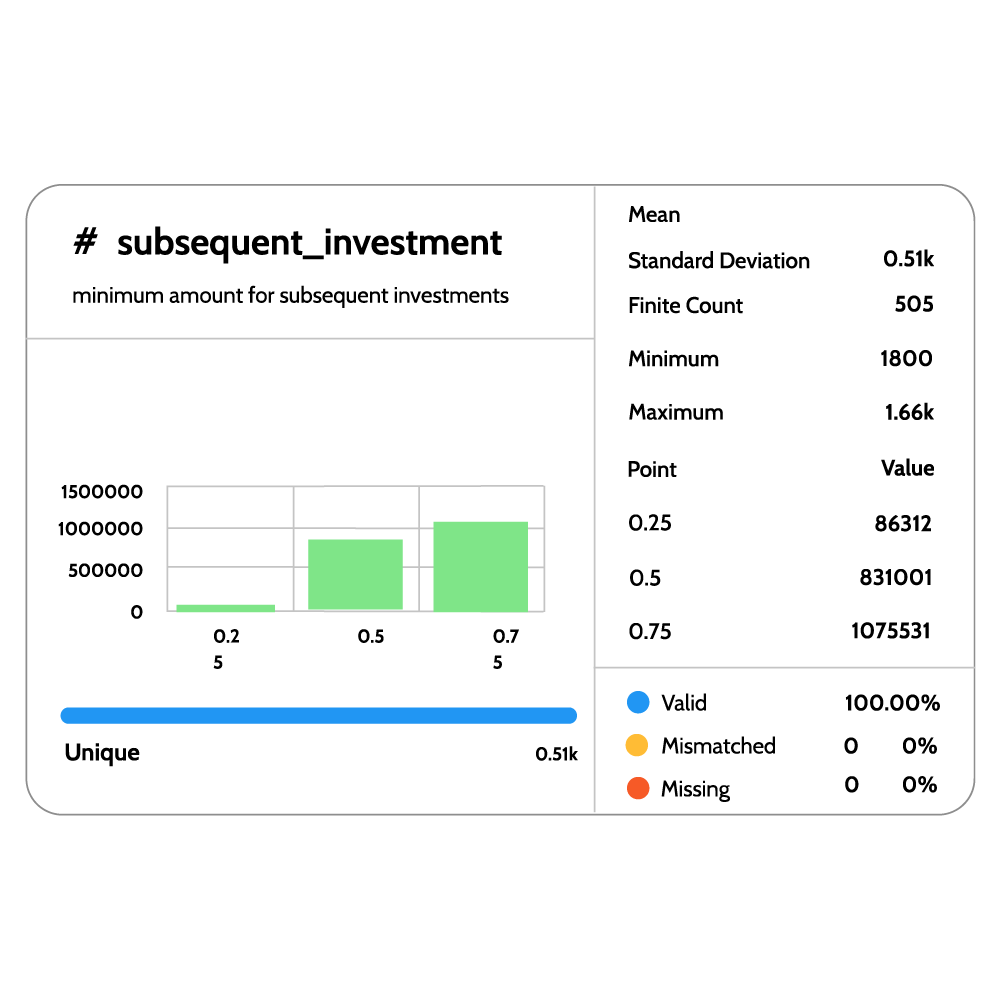 # subsequent_investment
minimum amount for subsequent investments
1500000
1000000
500000
0
0.2
5
0.5
0.7
5
Unique 0.51k
Mean
Standard Deviation 0.51k
Finite Count 505
Minimum 1800
Maximum 1.66k
Point Value
0.25 86312
0.5 831001
0.75 1075531
Valid 100.00%
Mismatched 0 0%
Missing 0 0%